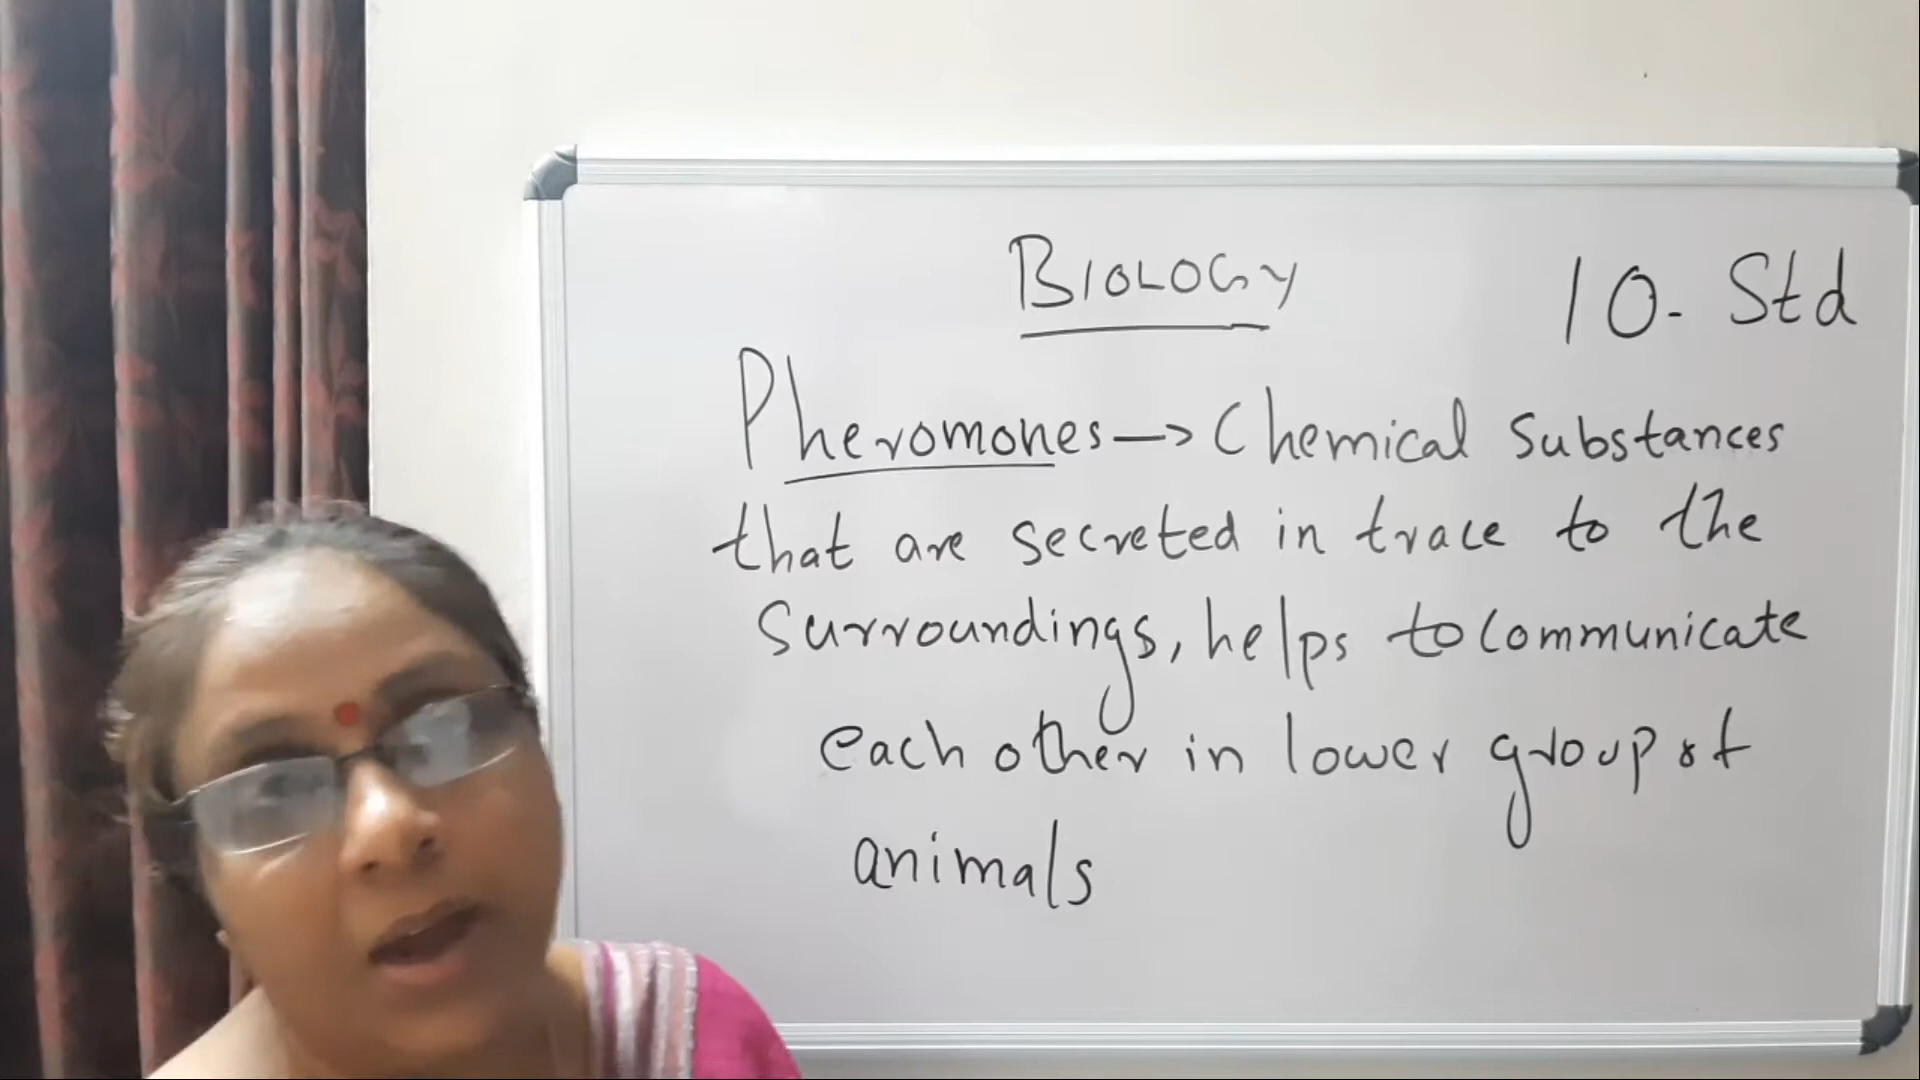 BIOLOGY
10. Std
Pheromones → Chemical Substances
that are secreted in trace to the
Surroundings, helps to communicate
each other in lower group of
animals